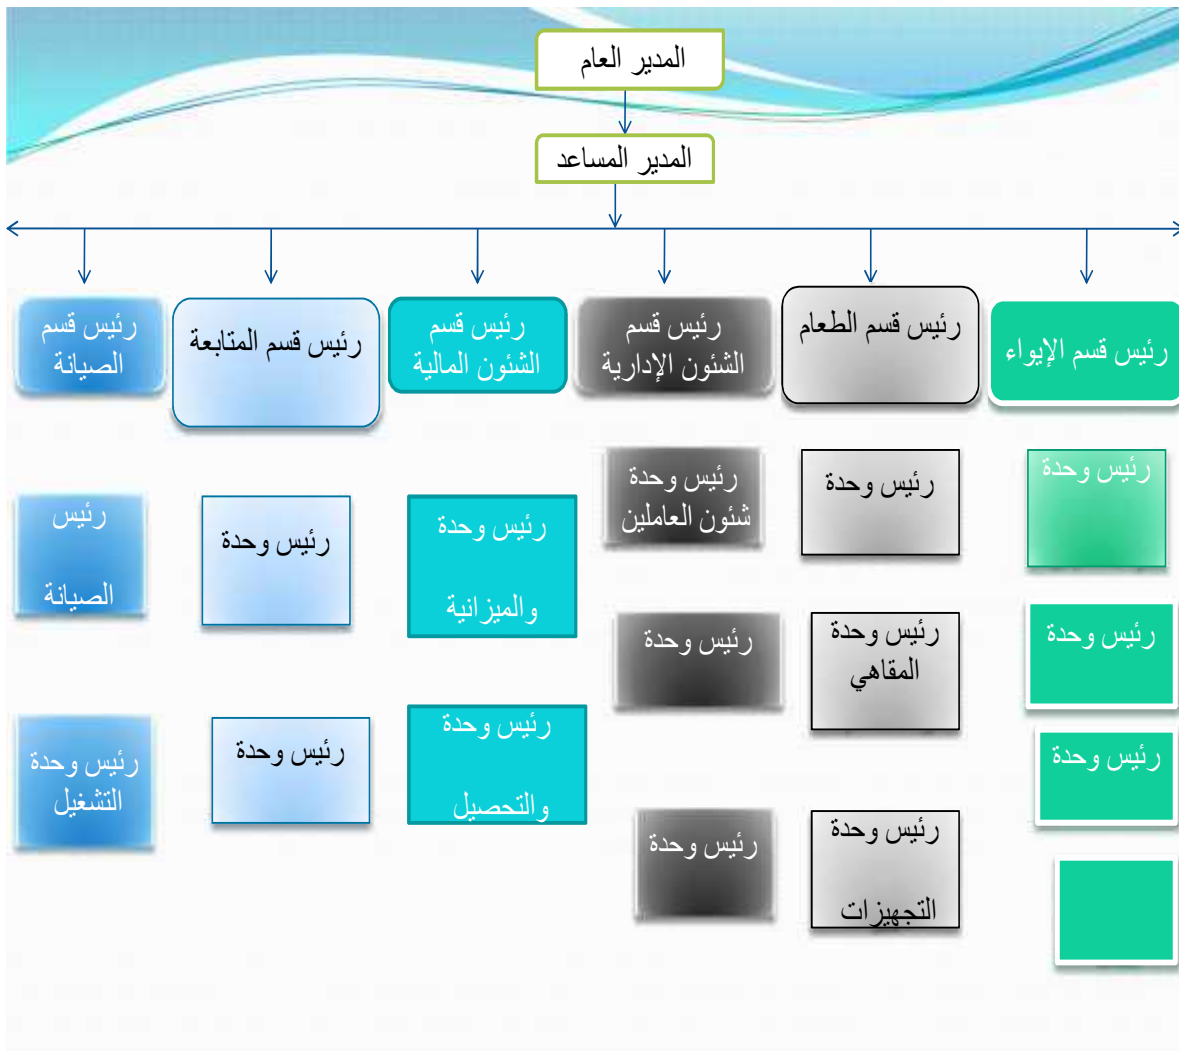 المدير العام
المدير المساعد
رئيس قسم الإيواء
رئيس قسم الطعام
رئيس قسم
الشئون الإدارية
رئيس قسم
الشئون المالية
رئيس قسم المتابعة
رئيس قسم
الصيانة
رئيس وحدة
رئيس وحدة
رئيس وحدة
رئيس وحدة
رئيس وحدة
المقاهي
رئيس وحدة
التجهيزات
رئيس وحدة
شئون العاملين
رئيس وحدة
رئيس وحدة
رئيس وحدة
والميزانية
رئيس وحدة
والتحصيل
رئيس وحدة
رئيس وحدة
رئيس
الصيانة
رئيس وحدة
التشغيل